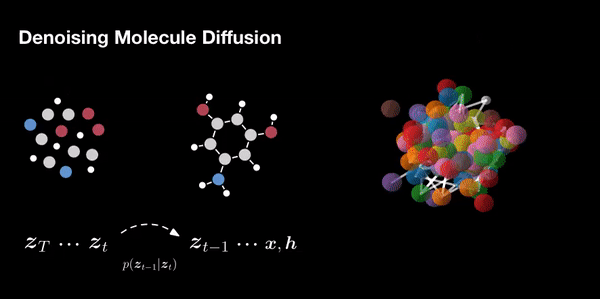 Denoising Molecule Diffusion
z_T ⋯ z_t z_{t−1} ⋯ x, h
p(z_{t−1}|z_t)